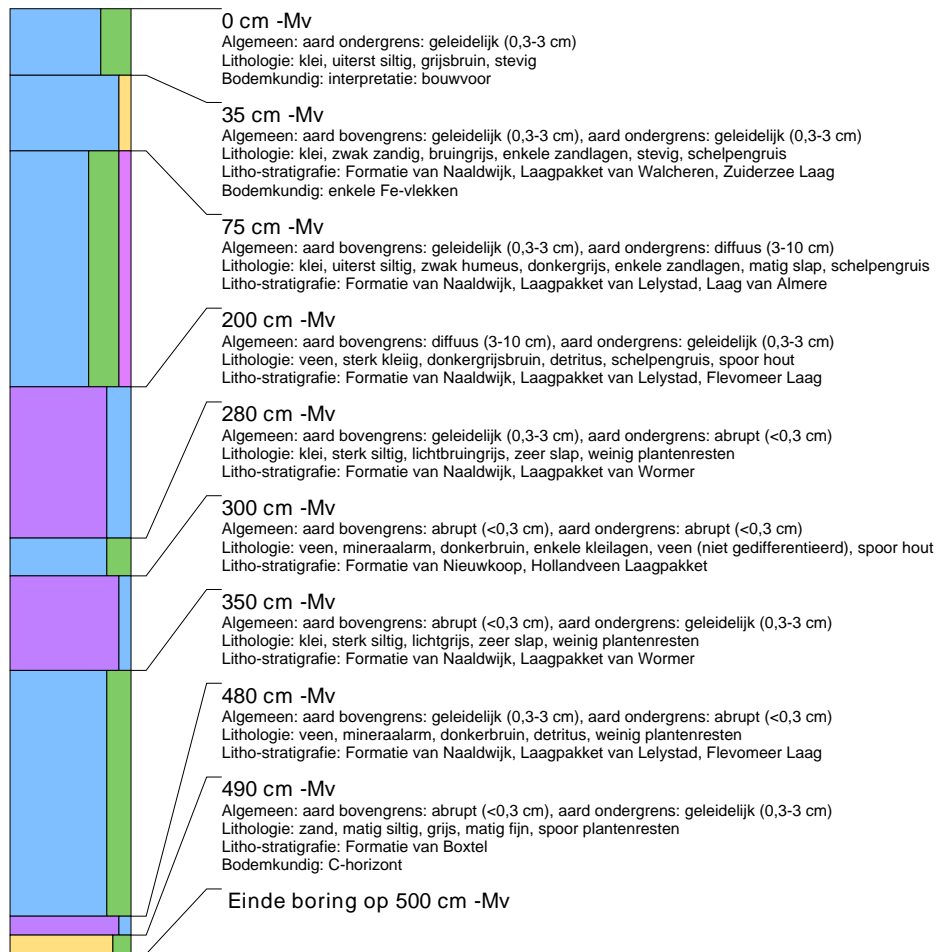 0 cm -Mv
Algemeen: aard ondergrens: geleidelijk (0,3-3 cm)
Lithologie: klei, uiterst siltig, grijsbruin, stevig
Bodemkundig: interpretatie: bouwvoor
35 cm -Mv
Algemeen: aard bovengrens: geleidelijk (0,3-3 cm), aard ondergrens: geleidelijk (0,3-3 cm)
Lithologie: klei, zwak zandig, bruingrijs, enkele zandlagen, stevig, schelpengruis
Litho-stratigrafie: Formatie van Naaldwijk, Laagpakket van Walcheren, Zuiderzee Laag
Bodemkundig: enkele Fe-vlekken
75 cm -Mv
Algemeen: aard bovengrens: geleidelijk (0,3-3 cm), aard ondergrens: diffuus (3-10 cm)
Lithologie: klei, uiterst siltig, zwak humeus, donkergrijs, enkele zandlagen, matig slap, schelpengruis
Litho-stratigrafie: Formatie van Naaldwijk, Laagpakket van Lelystad, Laag van Almere
200 cm -Mv
Algemeen: aard bovengrens: diffuus (3-10 cm), aard ondergrens: geleidelijk (0,3-3 cm)
Lithologie: veen, sterk kleiig, donkergrijsbruin, detritus, schelpengruis, spoor hout
Litho-stratigrafie: Formatie van Naaldwijk, Laagpakket van Lelystad, Flevomeer Laag
280 cm -Mv
Algemeen: aard bovengrens: geleidelijk (0,3-3 cm), aard ondergrens: abrupt (<0,3 cm)
Lithologie: klei, sterk siltig, lichtbruingrijs, zeer slap, weinig plantenresten
Litho-stratigrafie: Formatie van Naaldwijk, Laagpakket van Wormer
300 cm -Mv
Algemeen: aard bovengrens: abrupt (<0,3 cm), aard ondergrens: abrupt (<0,3 cm)
Lithologie: veen, mineraalarm, donkerbruin, enkele kleilagen, veen (niet gedifferentieerd), spoor hout
Litho-stratigrafie: Formatie van Nieuwkoop, Hollandveen Laagpakket
350 cm -Mv
Algemeen: aard bovengrens: abrupt (<0,3 cm), aard ondergrens: geleidelijk (0,3-3 cm)
Lithologie: klei, sterk siltig, lichtgrijs, zeer slap, weinig plantenresten
Litho-stratigrafie: Formatie van Naaldwijk, Laagpakket van Wormer
480 cm -Mv
Algemeen: aard bovengrens: geleidelijk (0,3-3 cm), aard ondergrens: abrupt (<0,3 cm)
Lithologie: veen, mineraalarm, donkerbruin, detritus, weinig plantenresten
Litho-stratigrafie: Formatie van Naaldwijk, Laagpakket van Lelystad, Flevomeer Laag
490 cm -Mv
Algemeen: aard bovengrens: abrupt (<0,3 cm), aard ondergrens: geleidelijk (0,3-3 cm)
Lithologie: zand, matig siltig, grijs, matig fijn, spoor plantenresten
Litho-stratigrafie: Formatie van Boxtel
Bodemkundig: C-horizont
Einde boring op 500 cm -Mv